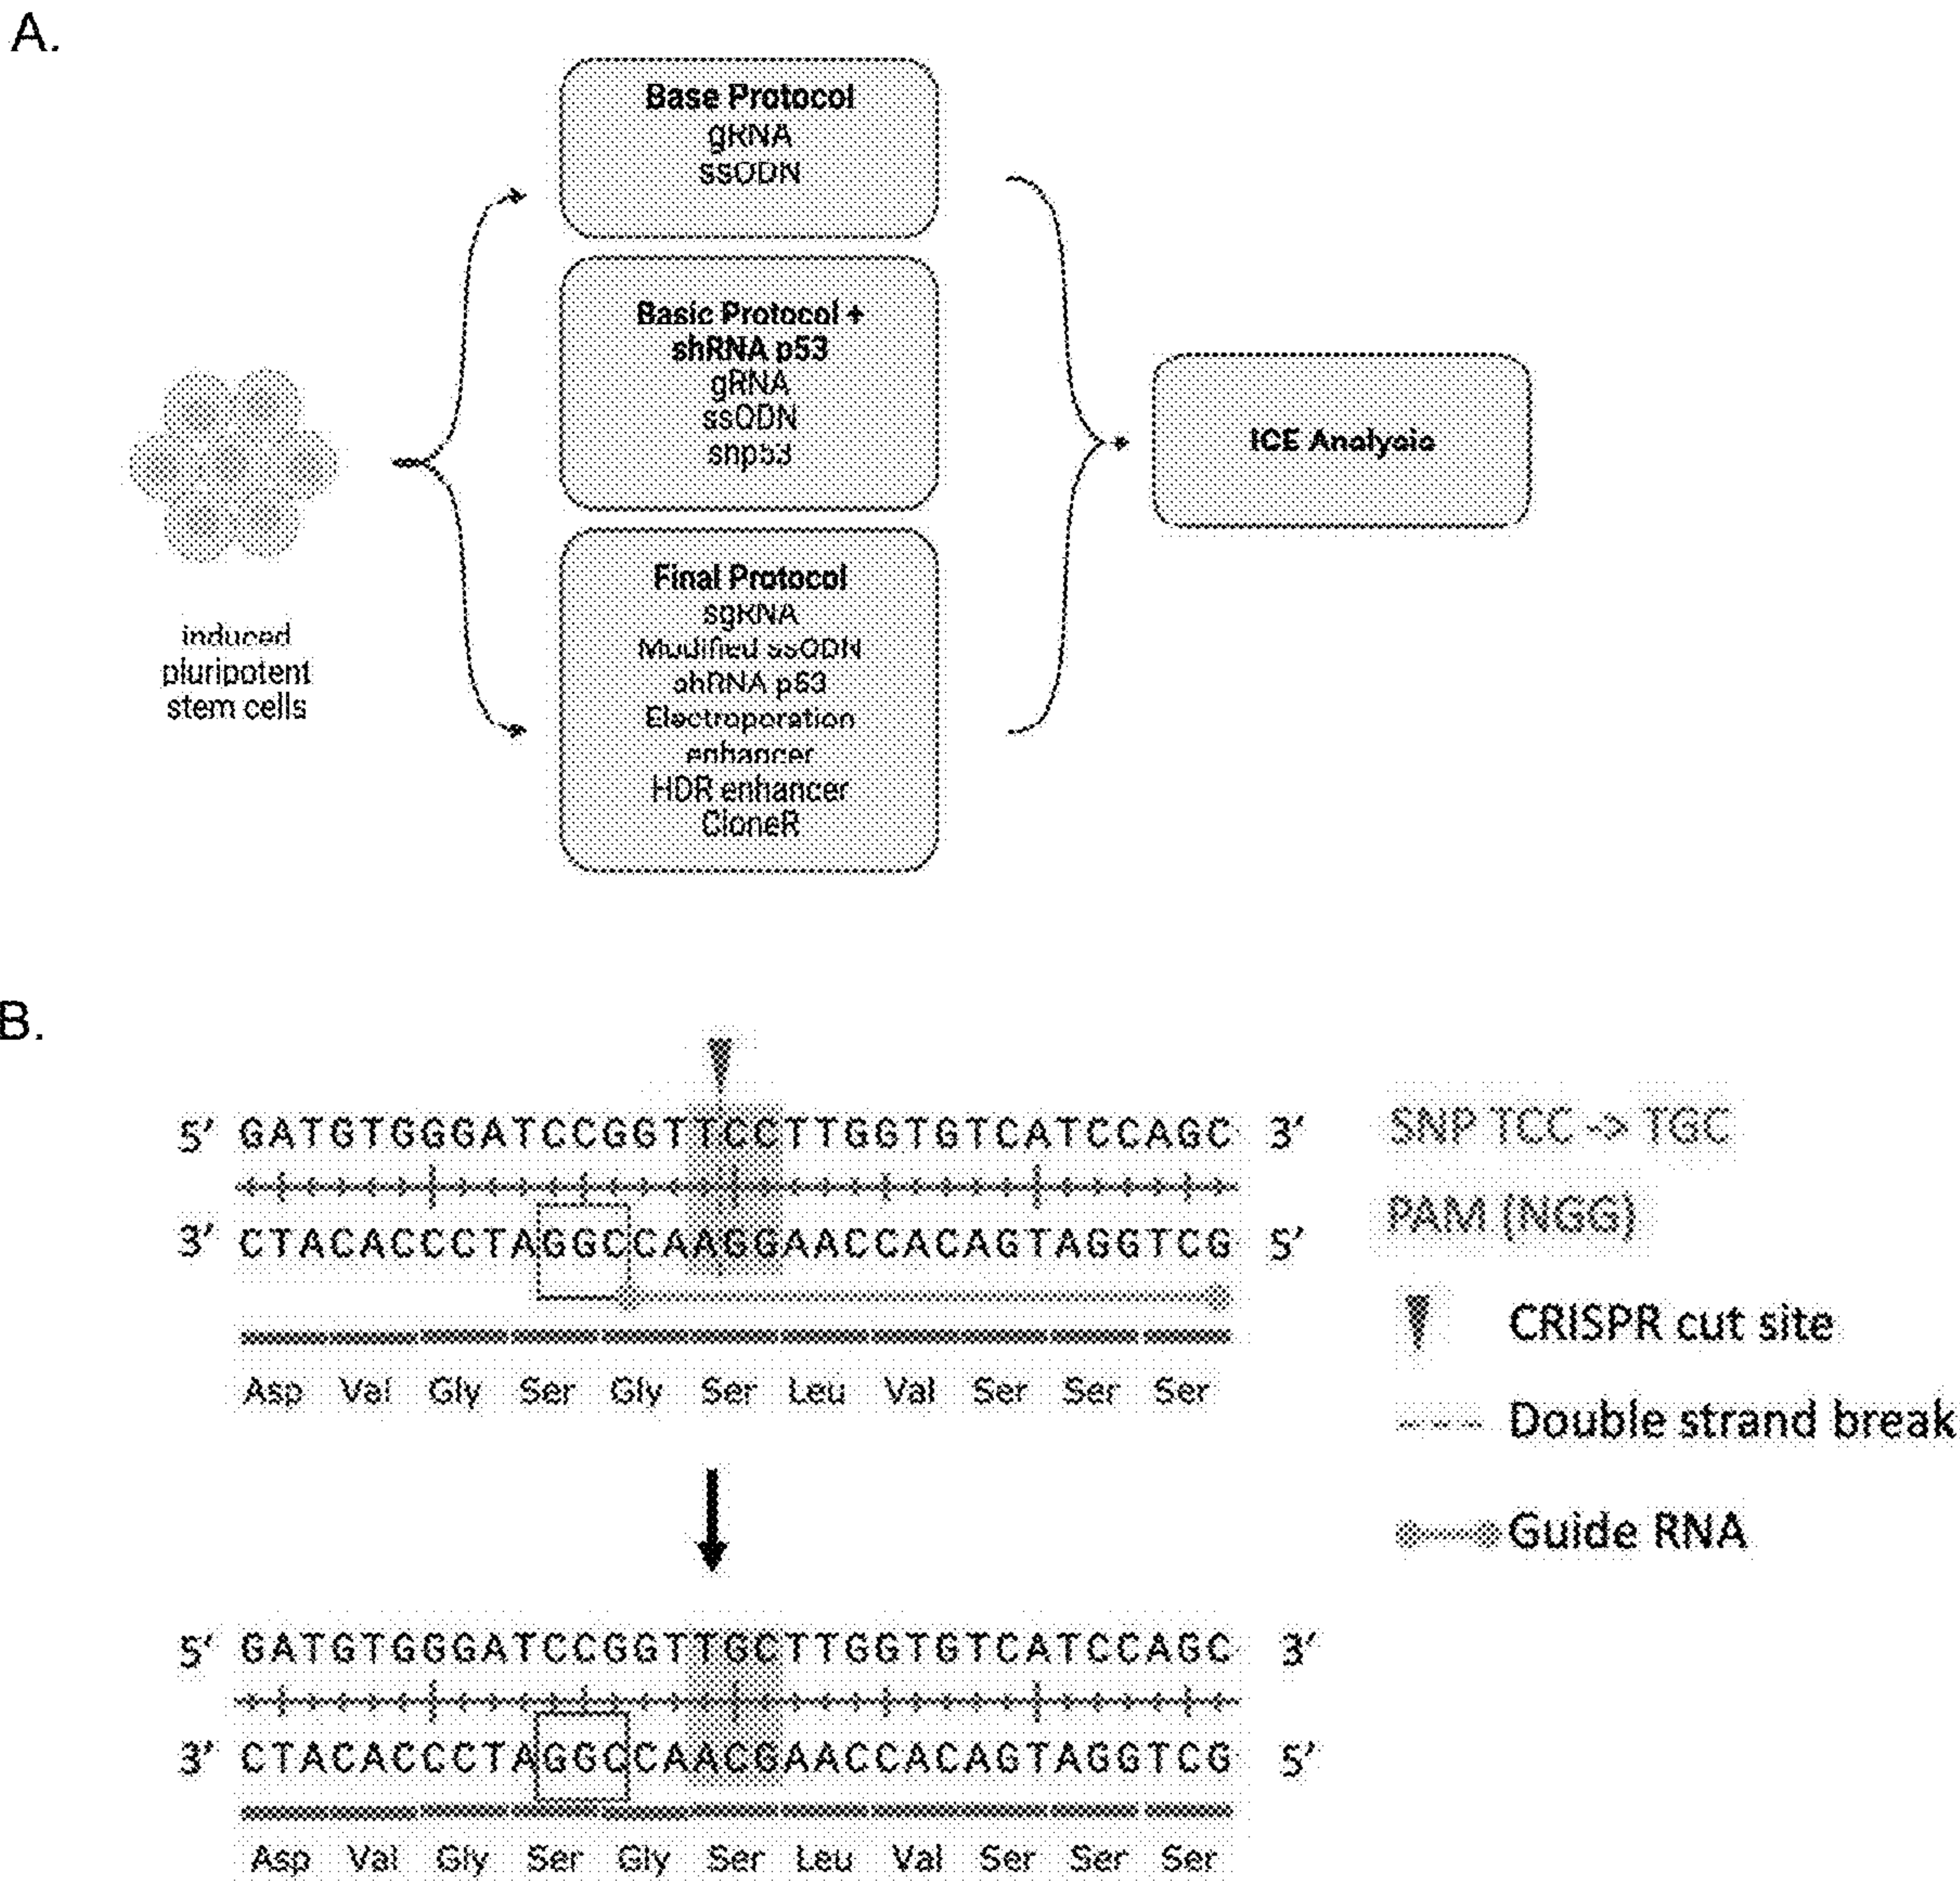 A.
Base Protocol
gRNA
ssODN
Basic Protocol +
shRNA p53
gRNA
ssODN
shp53
Final Protocol
sgRNA
Modified ssODN
shRNA p53
Electroporation
enhancer
HDR enhancer
CloneR
induced
pluripotent
stem cells
ICE Analysis
B.
5′ GATGTGGGATCCGGTTCCTTGGTGTCATCCAGC 3′
3′ CTACACCCTAGGCCAAGGAACCACAGTAGGTCG 5′
Asp Val Gly Ser Gly Ser Leu Val Ser Ser Ser
SNP TCC -> TGC
PAM (NGG)
CRISPR cut site
Double strand break
Guide RNA
5′ GATGTGGGATCCGGTTGCTTGGTGTCATCCAGC 3′
3′ CTACACCCTAGGCCAACGAACCACAGTAGGTCG 5′
Asp Val Gly Ser Gly Ser Leu Val Ser Ser Ser